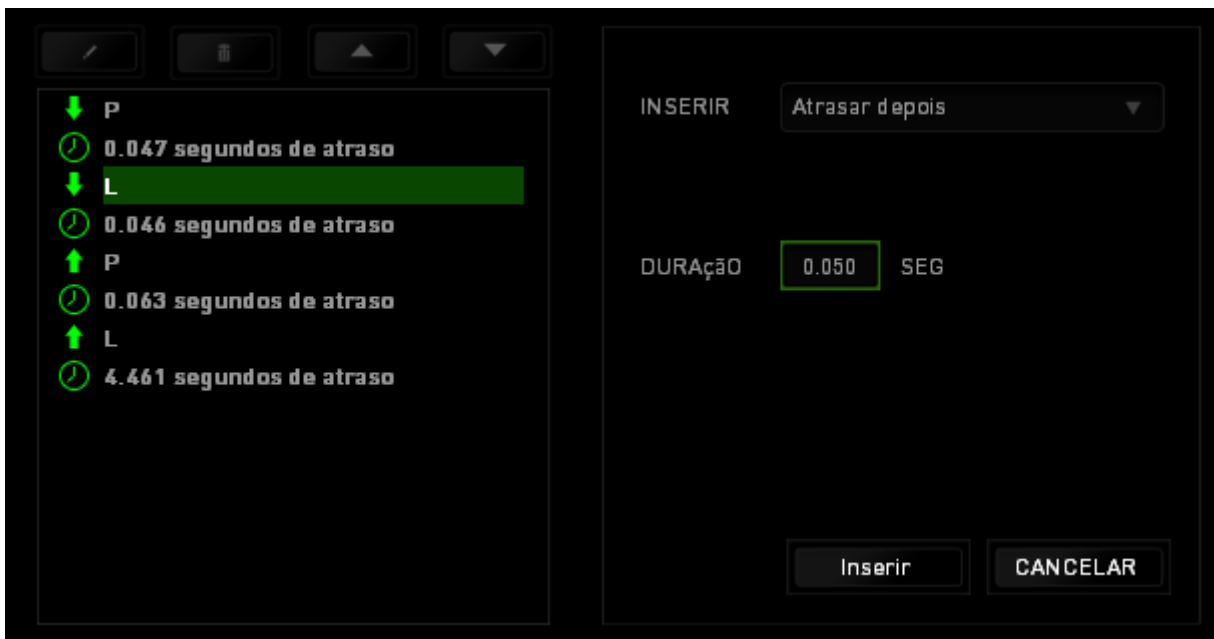 P
0.047 segundos de atraso
L
0.046 segundos de atraso
P
0.063 segundos de atraso
L
4.461 segundos de atraso
INSERIR Atrasar depois
DURAçãO 0.050 SEG
Inserir CANCELAR